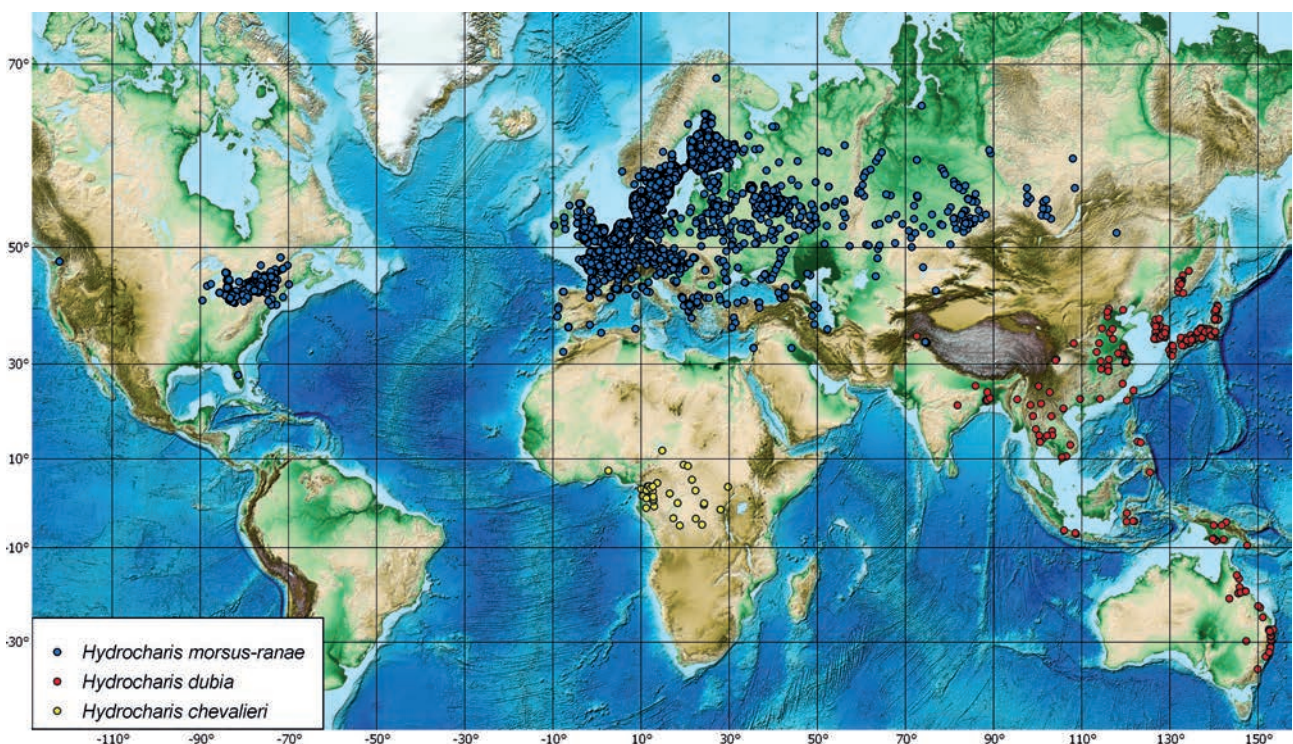 70°
50°
30°
10°
-10°
-30°
Hydrocharis morsus-ranae
Hydrocharis dubia
Hydrocharis chevalieri
-110° -90° -70° -50° -30° -10° 10° 30° 50° 70° 90° 110° 130° 150°